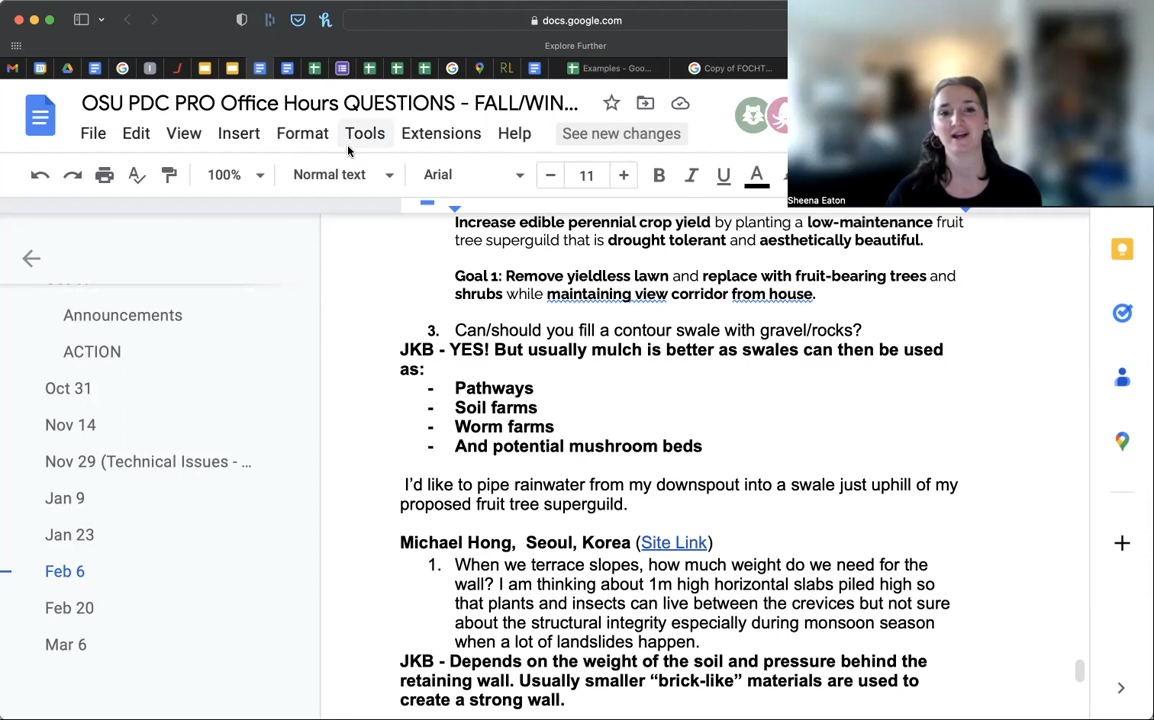 docs.google.com
Explore Further
Examples - Goo...
Copy of FOCHT...
OSU PDC PRO Office Hours QUESTIONS - FALL/WIN...
File Edit View Insert Format Tools Extensions Help See new changes
100% Normal text Arial − 11 + B I U A
Sheena Eaton
Announcements
ACTION
Oct 31
Nov 14
Nov 29 (Technical Issues - ...
Jan 9
Jan 23
Feb 6
Feb 20
Mar 6
Increase edible perennial crop yield by planting a low-maintenance fruit
tree superguild that is drought tolerant and aesthetically beautiful.
Goal 1: Remove yieldless lawn and replace with fruit-bearing trees and
shrubs while maintaining view corridor from house.
3. Can/should you fill a contour swale with gravel/rocks?
JKB - YES! But usually mulch is better as swales can then be used
as:
- Pathways
- Soil farms
- Worm farms
- And potential mushroom beds
I'd like to pipe rainwater from my downspout into a swale just uphill of my
proposed fruit tree superguild.
Michael Hong, Seoul, Korea (Site Link)
1. When we terrace slopes, how much weight do we need for the
wall? I am thinking about 1m high horizontal slabs piled high so
that plants and insects can live between the crevices but not sure
about the structural integrity especially during monsoon season
when a lot of landslides happen.
JKB - Depends on the weight of the soil and pressure behind the
retaining wall. Usually smaller “brick-like” materials are used to
create a strong wall.